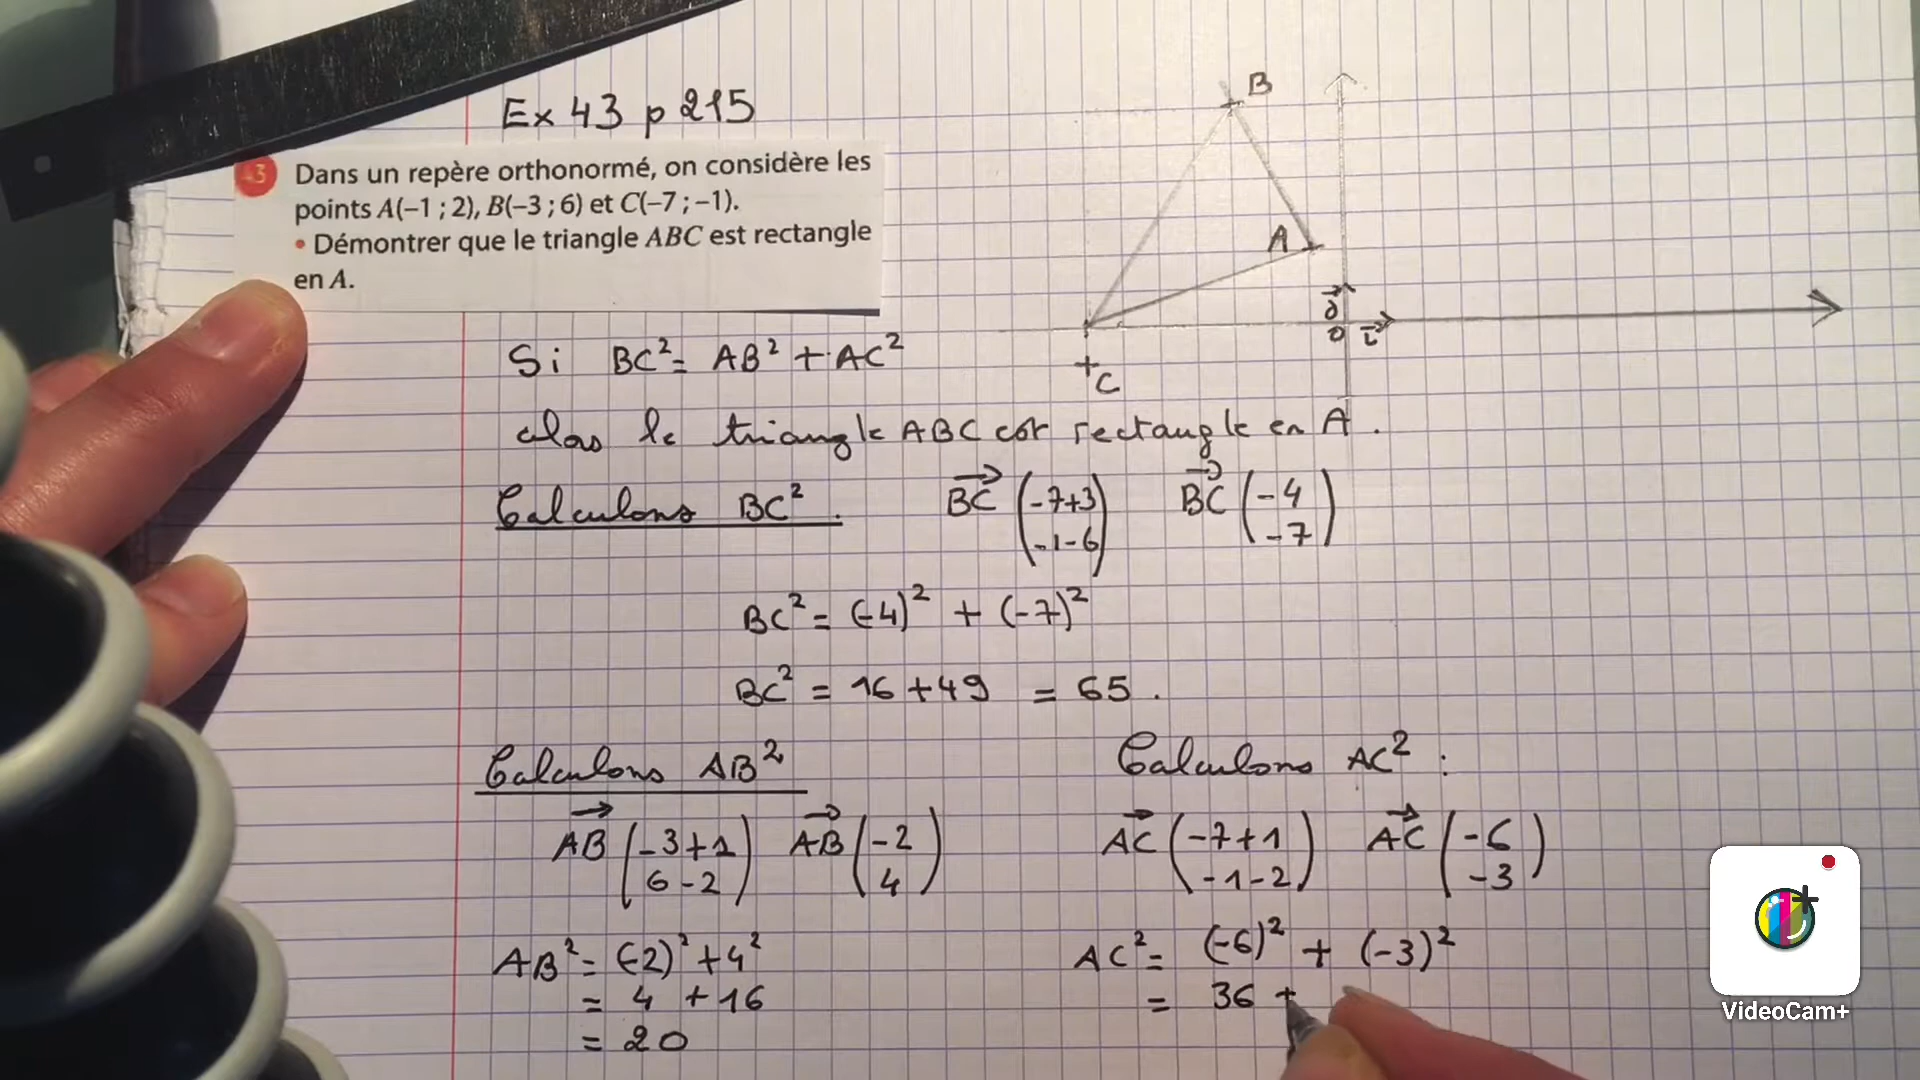 Ex 43 p 215
43 Dans un repère orthonormé, on considère les
points A(−1 ; 2), B(−3 ; 6) et C(−7 ; −1).
• Démontrer que le triangle ABC est rectangle
en A.
B
A
C
j
O i
Si BC² = AB² + AC²
alors le triangle ABC est rectangle en A.
Calculons BC². BC→ (-7+3 ; -1-6) BC→ (-4 ; -7)
BC² = (-4)² + (-7)²
BC² = 16 + 49 = 65.
Calculons AB²
AB→ (-3+1 ; 6-2) AB→ (-2 ; 4)
AB² = (-2)² + 4²
= 4 + 16
= 20
Calculons AC² :
AC→ (-7+1 ; -1-2) AC→ (-6 ; -3)
AC² = (-6)² + (-3)²
= 36 +
VideoCam+